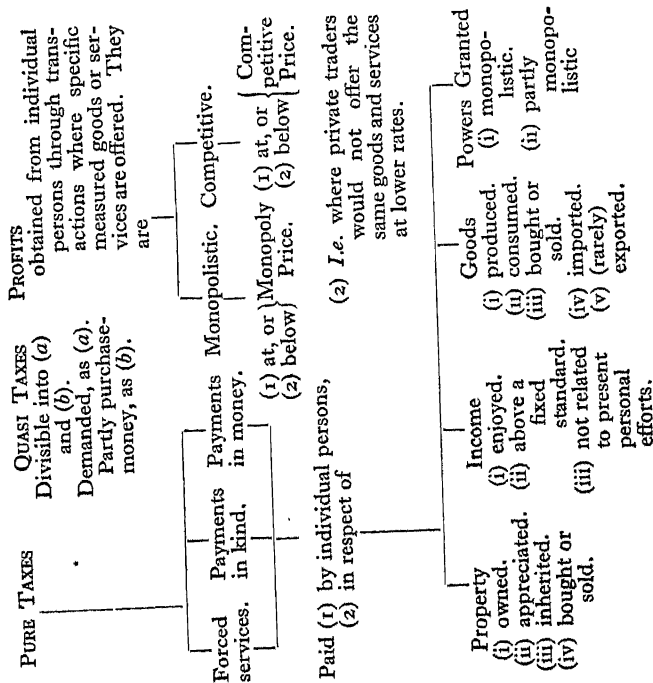 PURE TAXES
QUASI TAXES
Divisible into (a)
and (b).
Demanded, as (a).
Partly purchase-
money, as (b).
PROFITS
obtained from individual
persons through trans-
actions where specific
measured goods or ser-
vices are offered. They
are
Forced
services.
Payments
in kind.
Payments
in money.
Monopolistic.
Competitive.
(1) at, or
(2) below
Monopoly
Price.
(1) at, or
(2) below
Com-
petitive
Price.
Paid (1) by individual persons,
(2) in respect of
(2) I.e. where private traders
would not offer the
same goods and services
at lower rates.
Property
(i) owned.
(ii) appreciated.
(iii) inherited.
(iv) bought or
sold.
Income
(i) enjoyed.
(ii) above a
fixed
standard.
(iii) not related
to present
personal
efforts.
Goods
(i) produced.
(ii) consumed.
(iii) bought or
sold.
(iv) imported.
(v) (rarely)
exported.
Powers Granted
(i) monopo-
listic.
(ii) partly
monopo-
listic